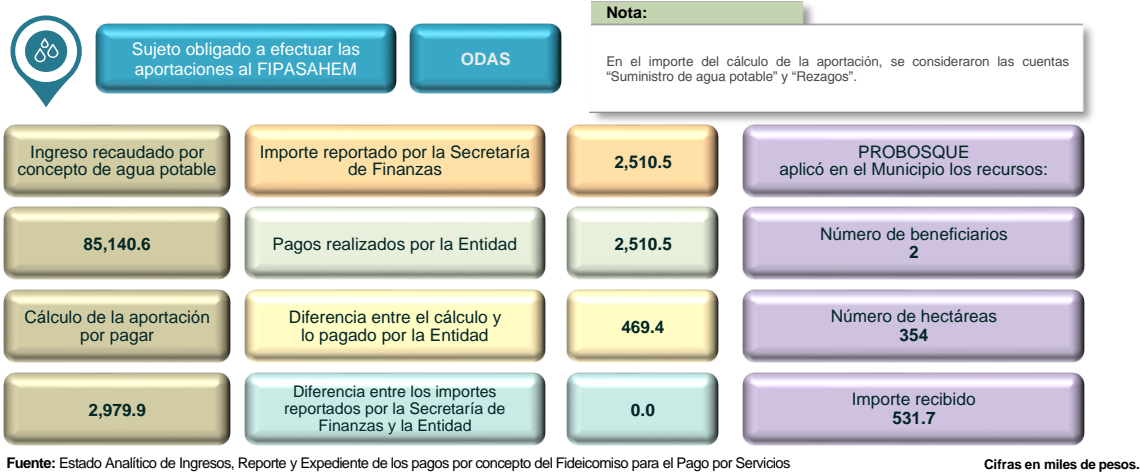 Sujeto obligado a efectuar las
aportaciones al FIPASAHEM
ODAS
Nota:
En el importe del cálculo de la aportación, se consideraron las cuentas
“Suministro de agua potable” y “Rezagos”.
Ingreso recaudado por
concepto de agua potable
85,140.6
Cálculo de la aportación
por pagar
2,979.9
Importe reportado por la Secretaría
de Finanzas
2,510.5
Pagos realizados por la Entidad
2,510.5
Diferencia entre el cálculo y
lo pagado por la Entidad
469.4
Diferencia entre los importes
reportados por la Secretaría de
Finanzas y la Entidad
0.0
PROBOSQUE
aplicó en el Municipio los recursos:
Número de beneficiarios
2
Número de hectáreas
354
Importe recibido
531.7
Fuente: Estado Analítico de Ingresos, Reporte y Expediente de los pagos por concepto del Fideicomiso para el Pago por Servicios
Cifras en miles de pesos.